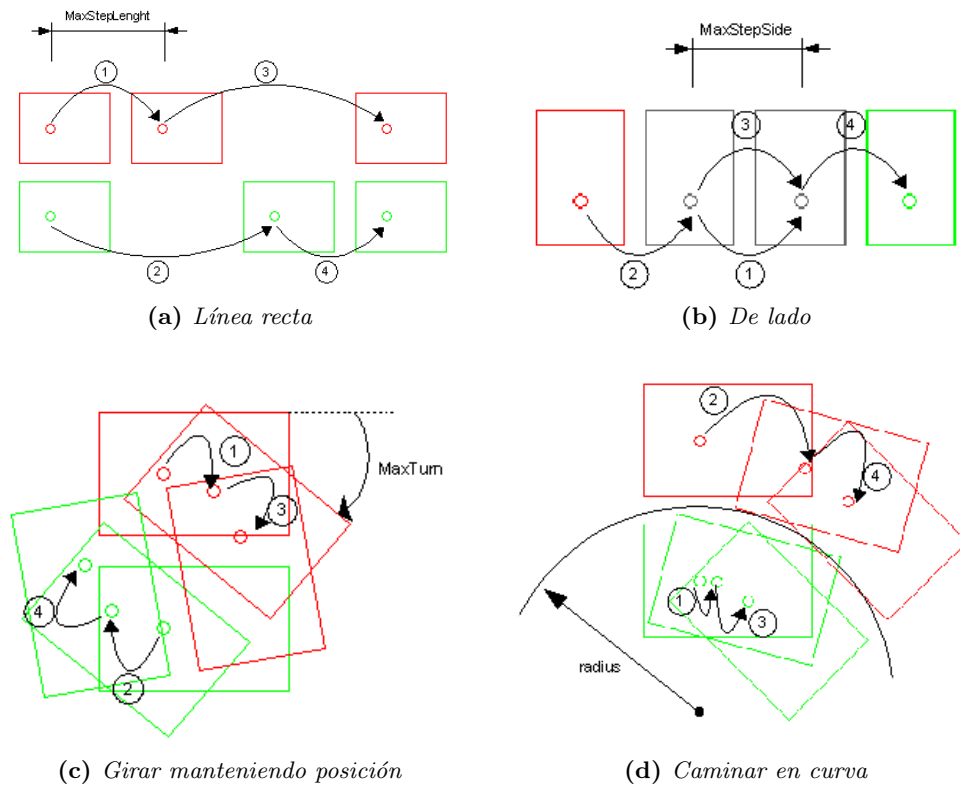 MaxStepLenght
1
3
2
4
(a) Línea recta
MaxStepSide
3
4
2
1
(b) De lado
1
MaxTurn
3
4
2
(c) Girar manteniendo posición
2
4
1
3
radius
(d) Caminar en curva